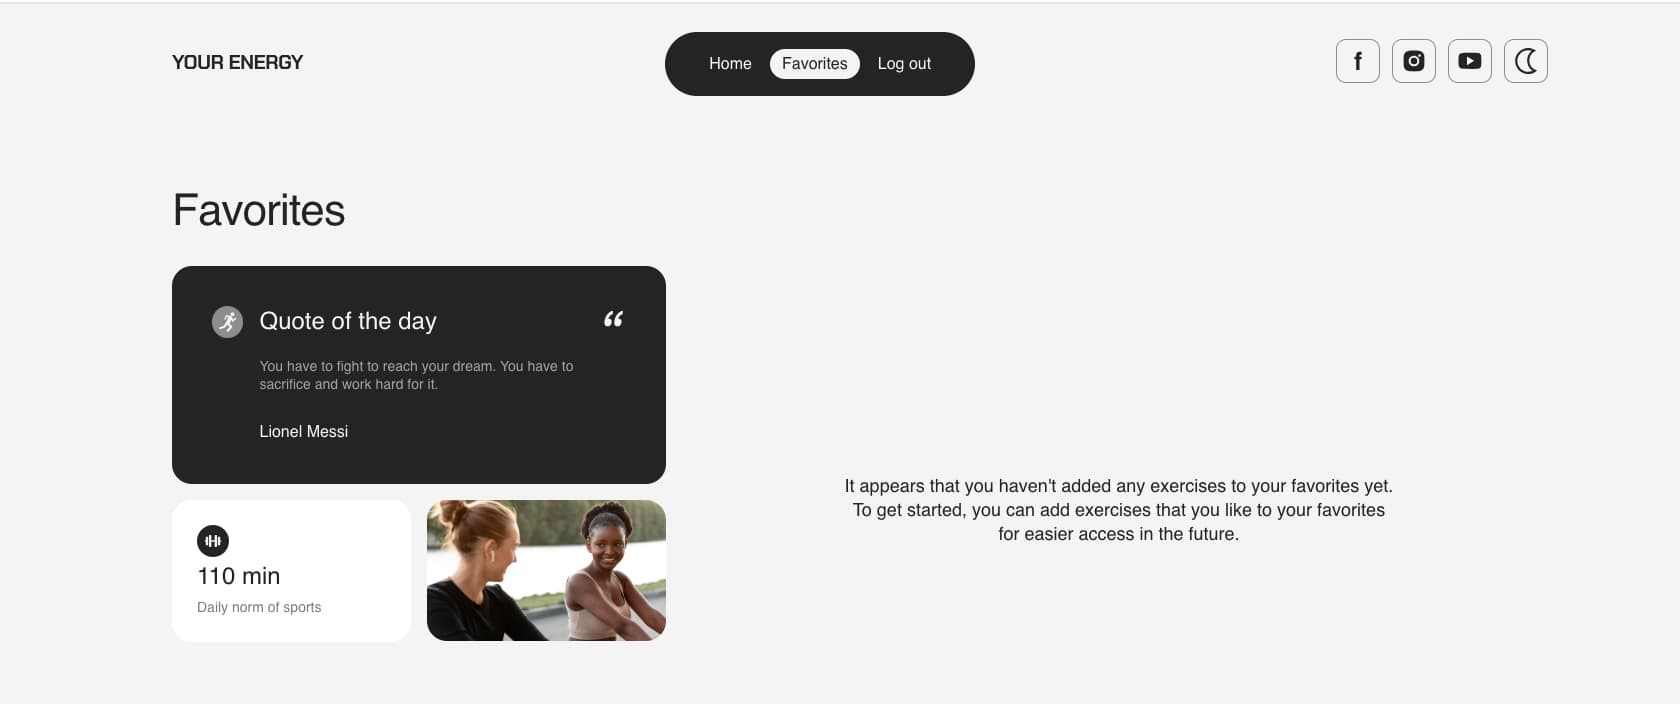 YOUR ENERGY
Home
Favorites
Log out
Favorites
Quote of the day
“
You have to fight to reach your dream. You have to
sacrifice and work hard for it.
Lionel Messi
110 min
Daily norm of sports
It appears that you haven't added any exercises to your favorites yet.
To get started, you can add exercises that you like to your favorites
for easier access in the future.